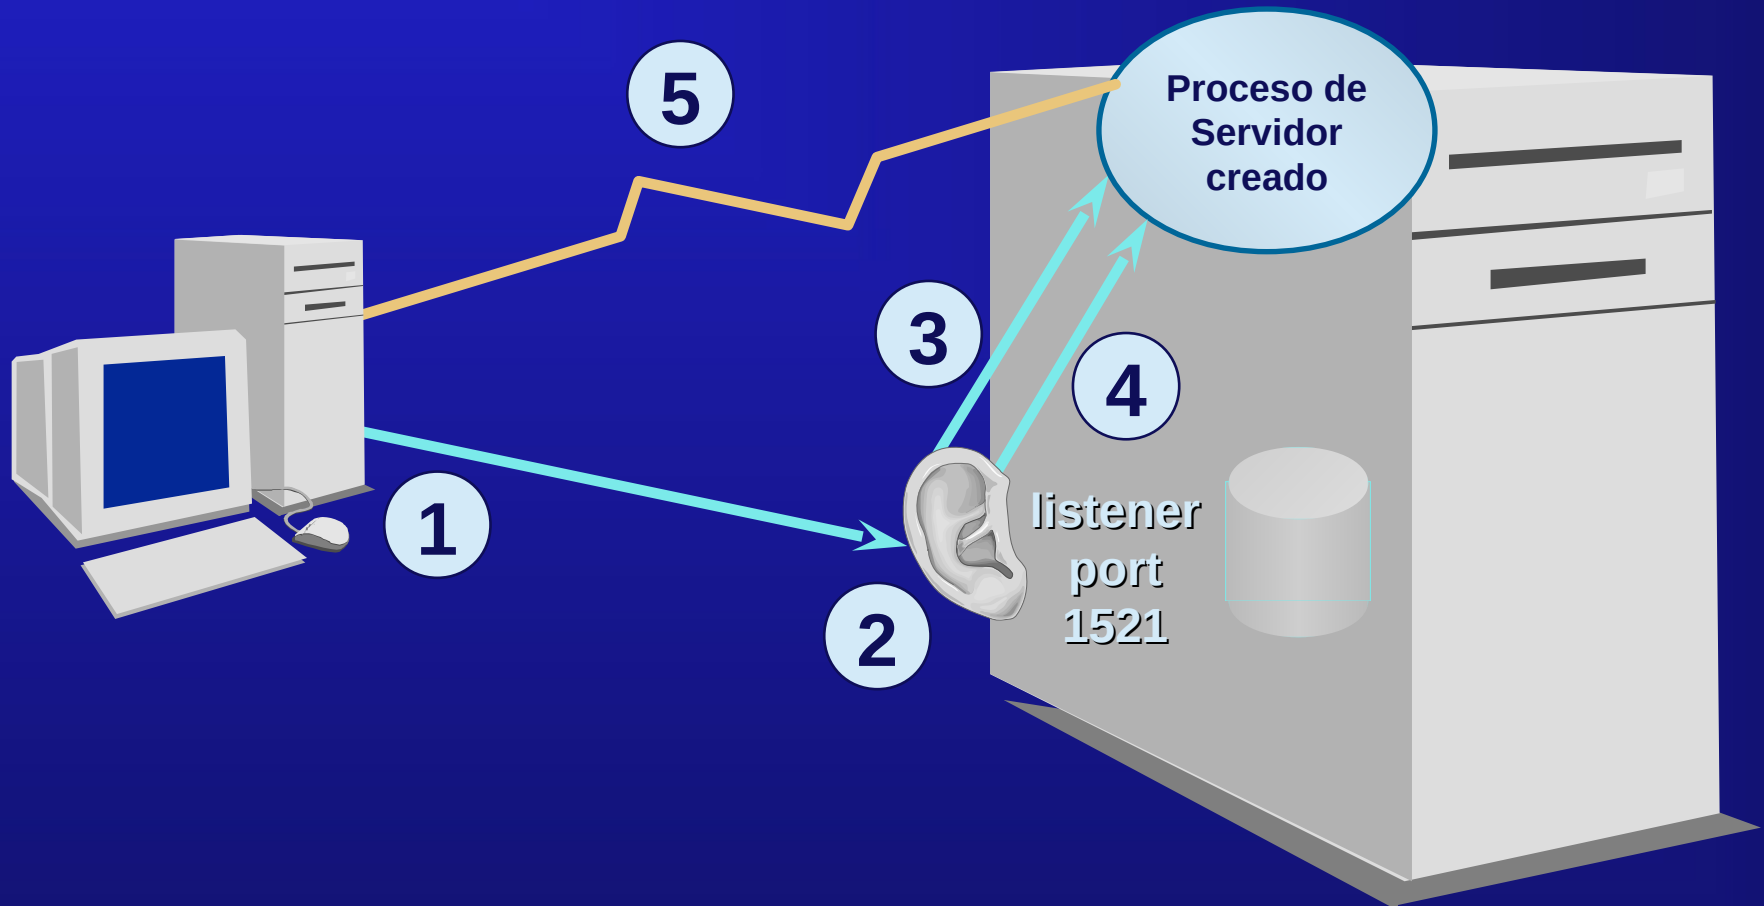 5
Proceso de
Servidor
creado
3
4
1
listener
port
1521
2